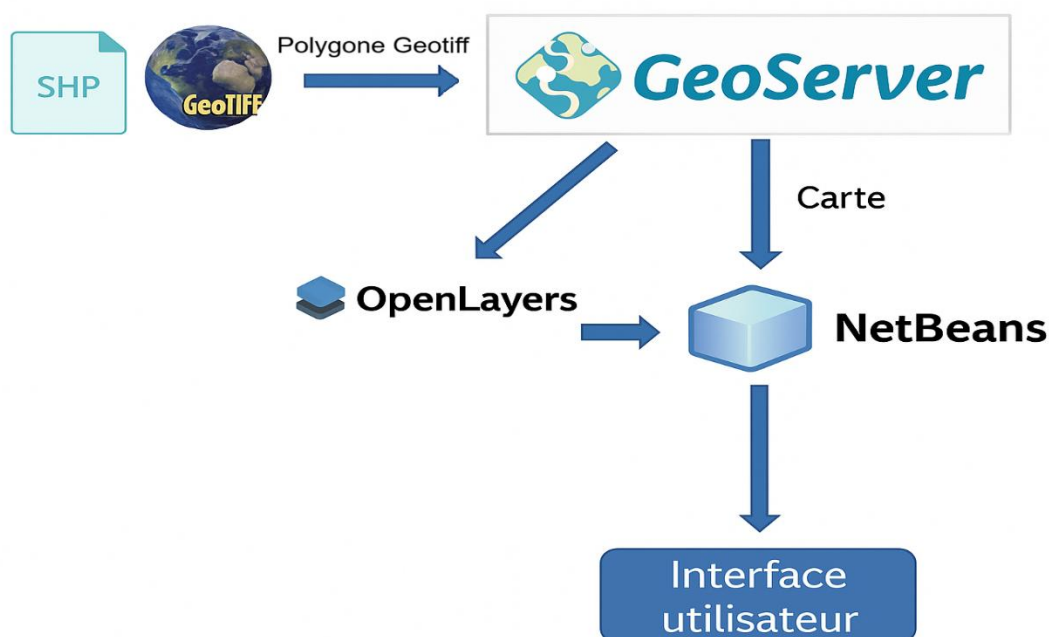 SHP
GeoTIFF
Polygone Geotiff
GeoServer
Carte
OpenLayers
NetBeans
Interface
utilisateur